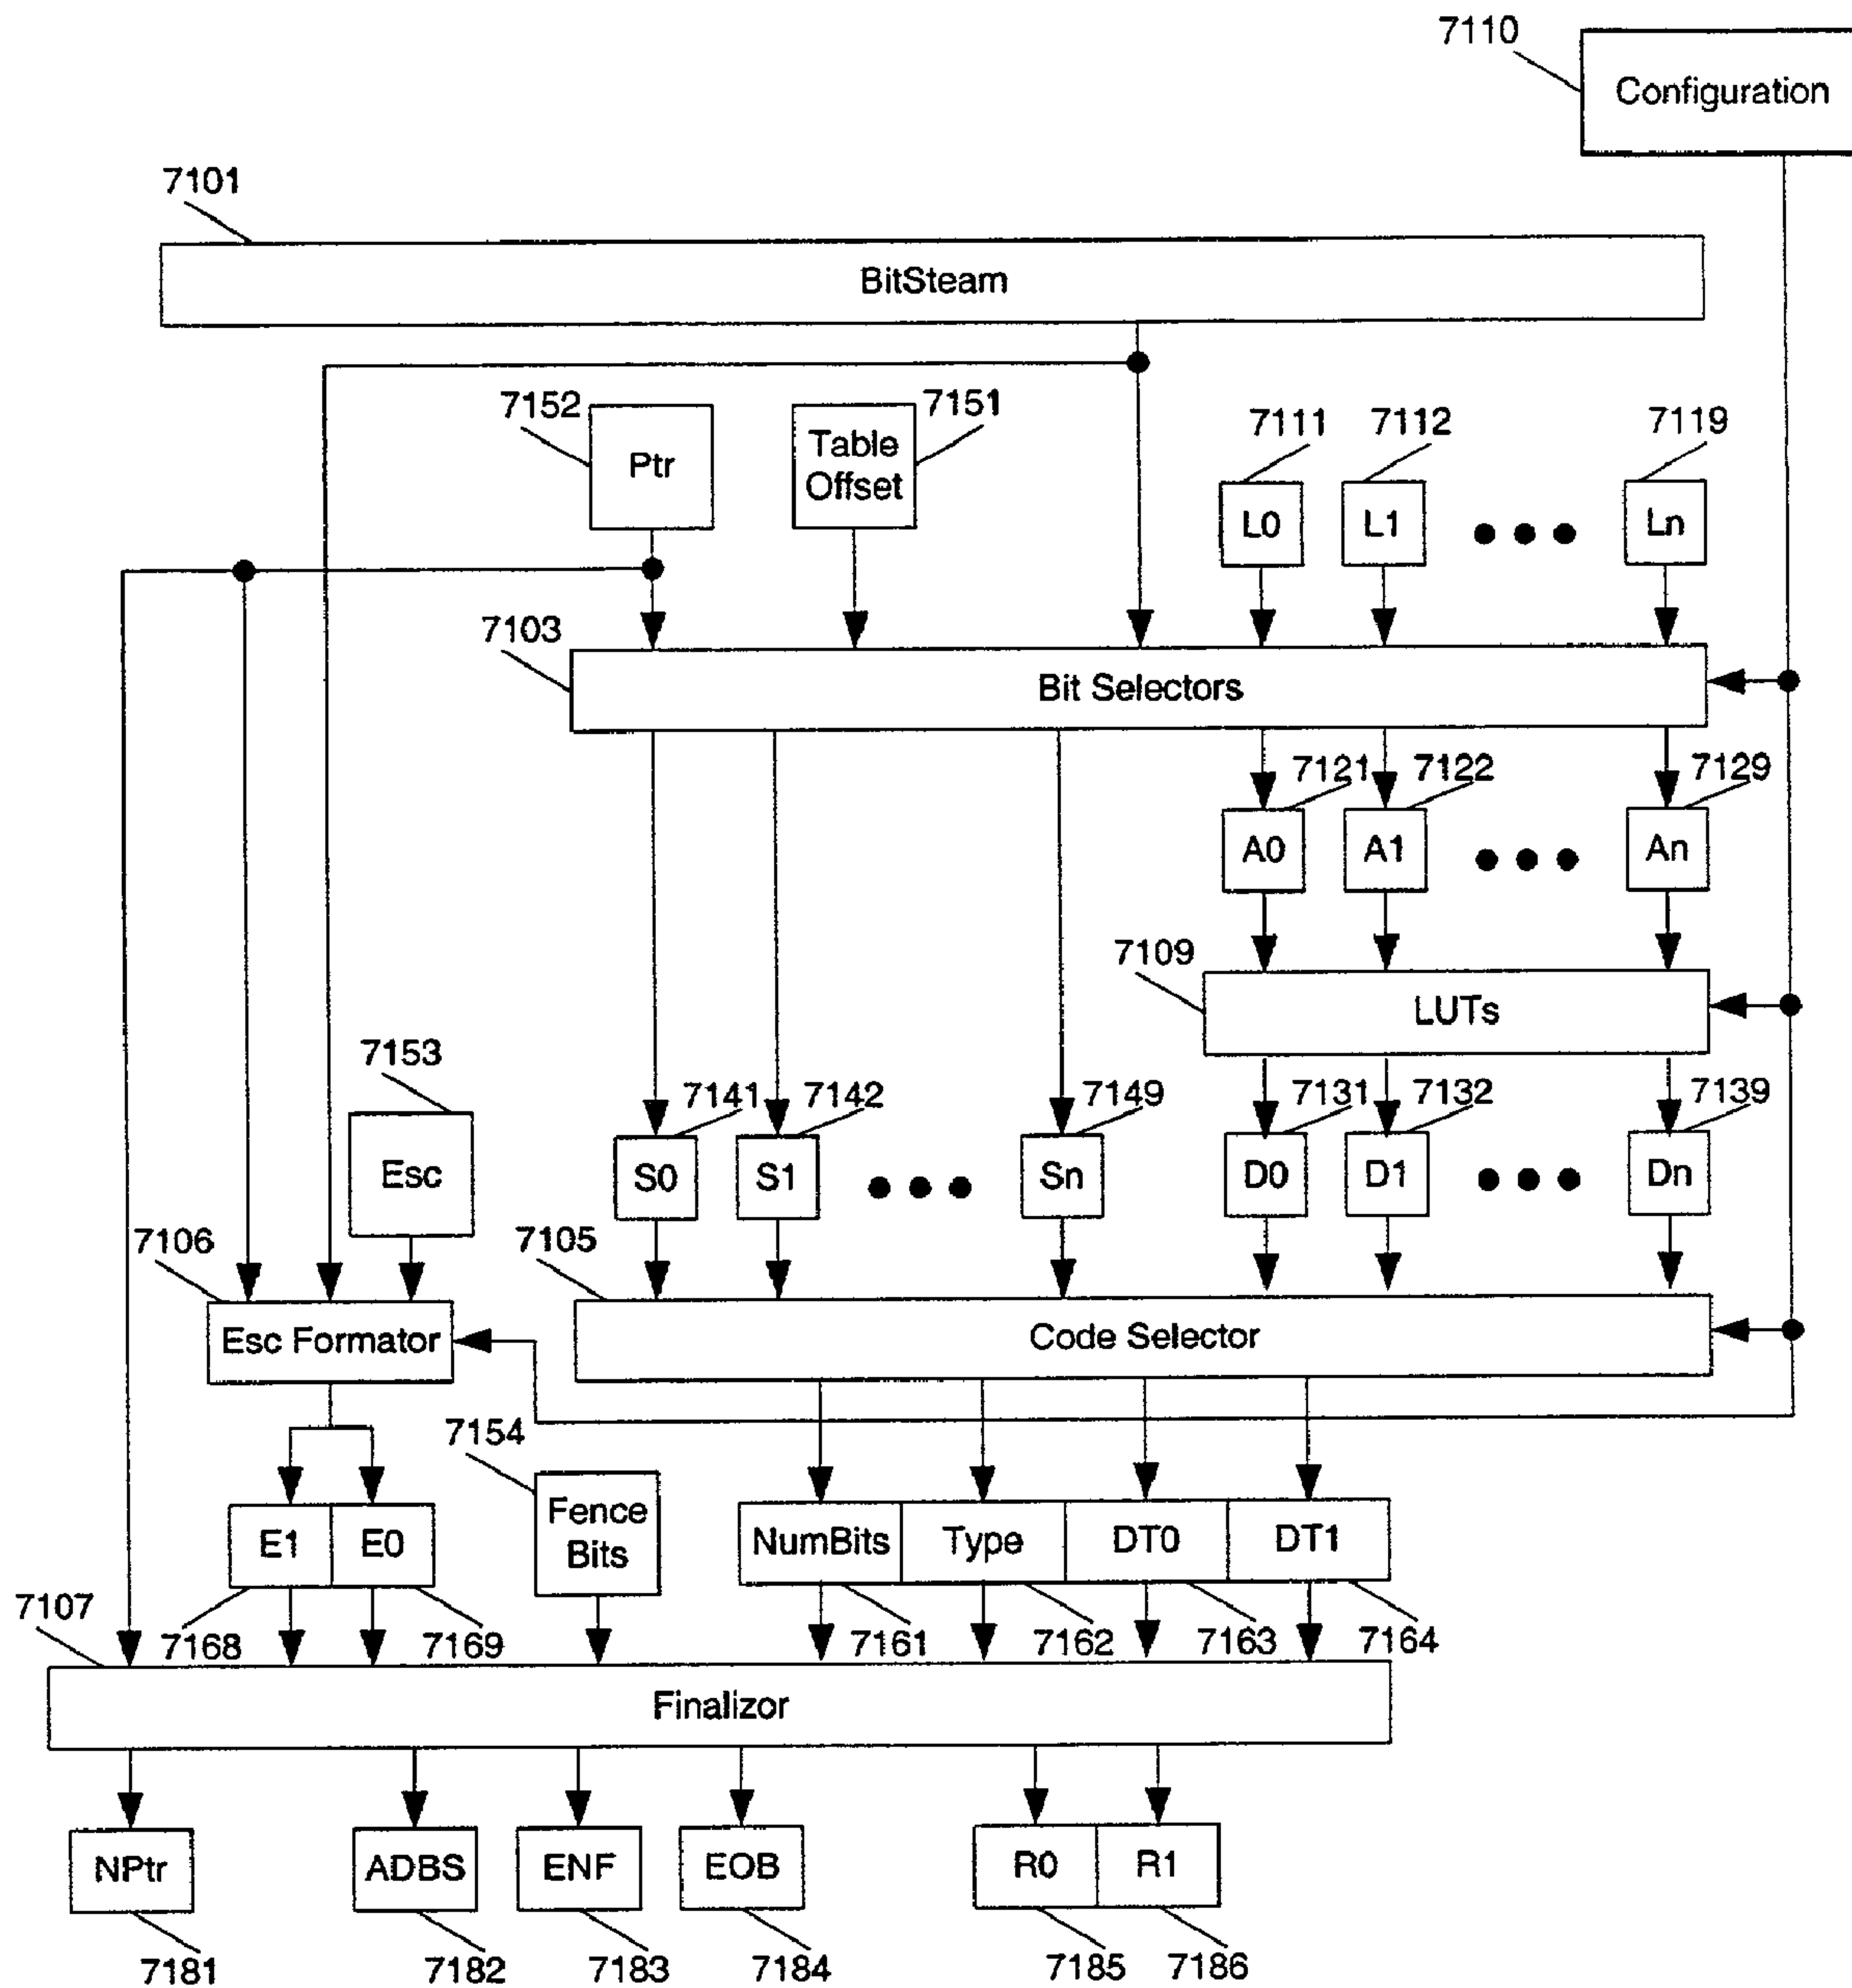 7110
Configuration
7101
BitSteam
7152
Ptr
7151
Table
Offset
7111
L0
7112
L1
7119
Ln
7103
Bit Selectors
7121
A0
7122
A1
7129
An
7109
LUTs
7153
Esc
7141
S0
7142
S1
7149
Sn
7131
D0
7132
D1
7139
Dn
7106
Esc Formator
7105
Code Selector
7154
Fence
Bits
E1
E0
NumBits
Type
DT0
DT1
7107
7168
7169
7161
7162
7163
7164
Finalizor
NPtr
ADBS
ENF
EOB
R0
R1
7181
7182
7183
7184
7185
7186